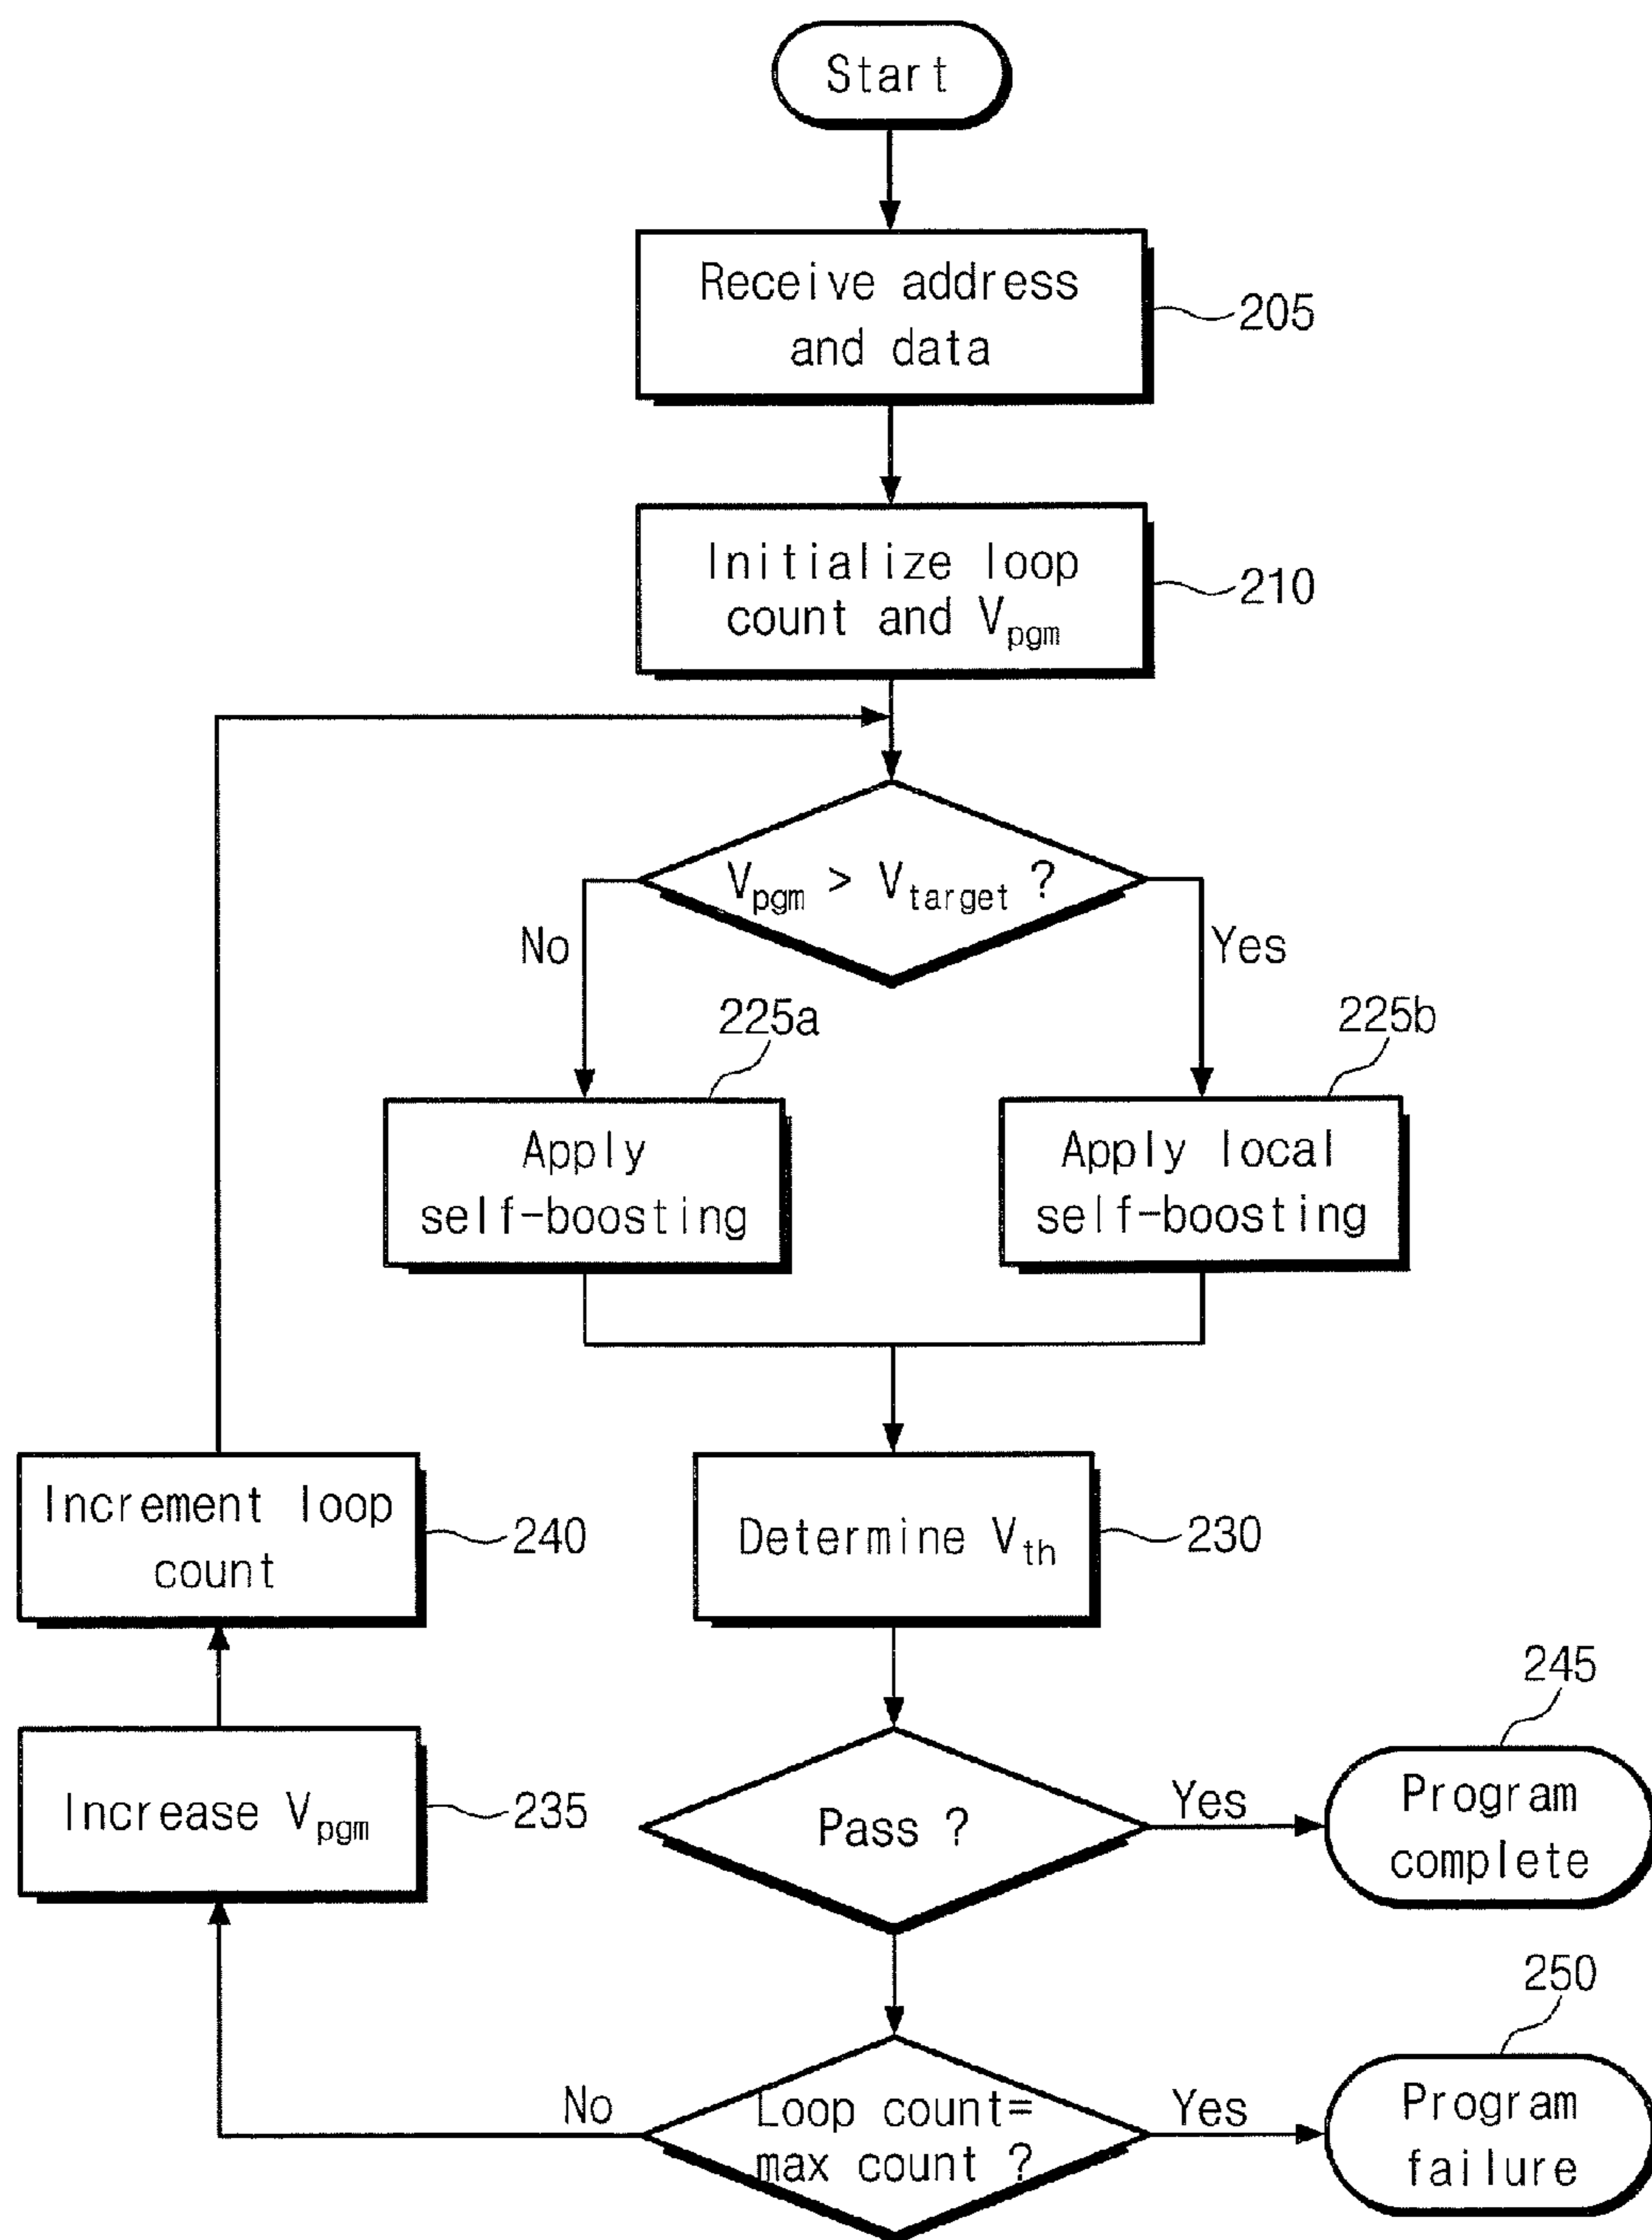 Start
Receive address
and data
205
Initialize loop
count and Vpgm
210
Vpgm > Vtarget ?
No
Yes
225a
225b
Apply
self-boosting
Apply local
self-boosting
Increment loop
count
240
Determine Vth
230
245
Increase Vpgm
235
Pass ?
Yes
Program
complete
250
No
Loop count=
max count ?
Yes
Program
failure